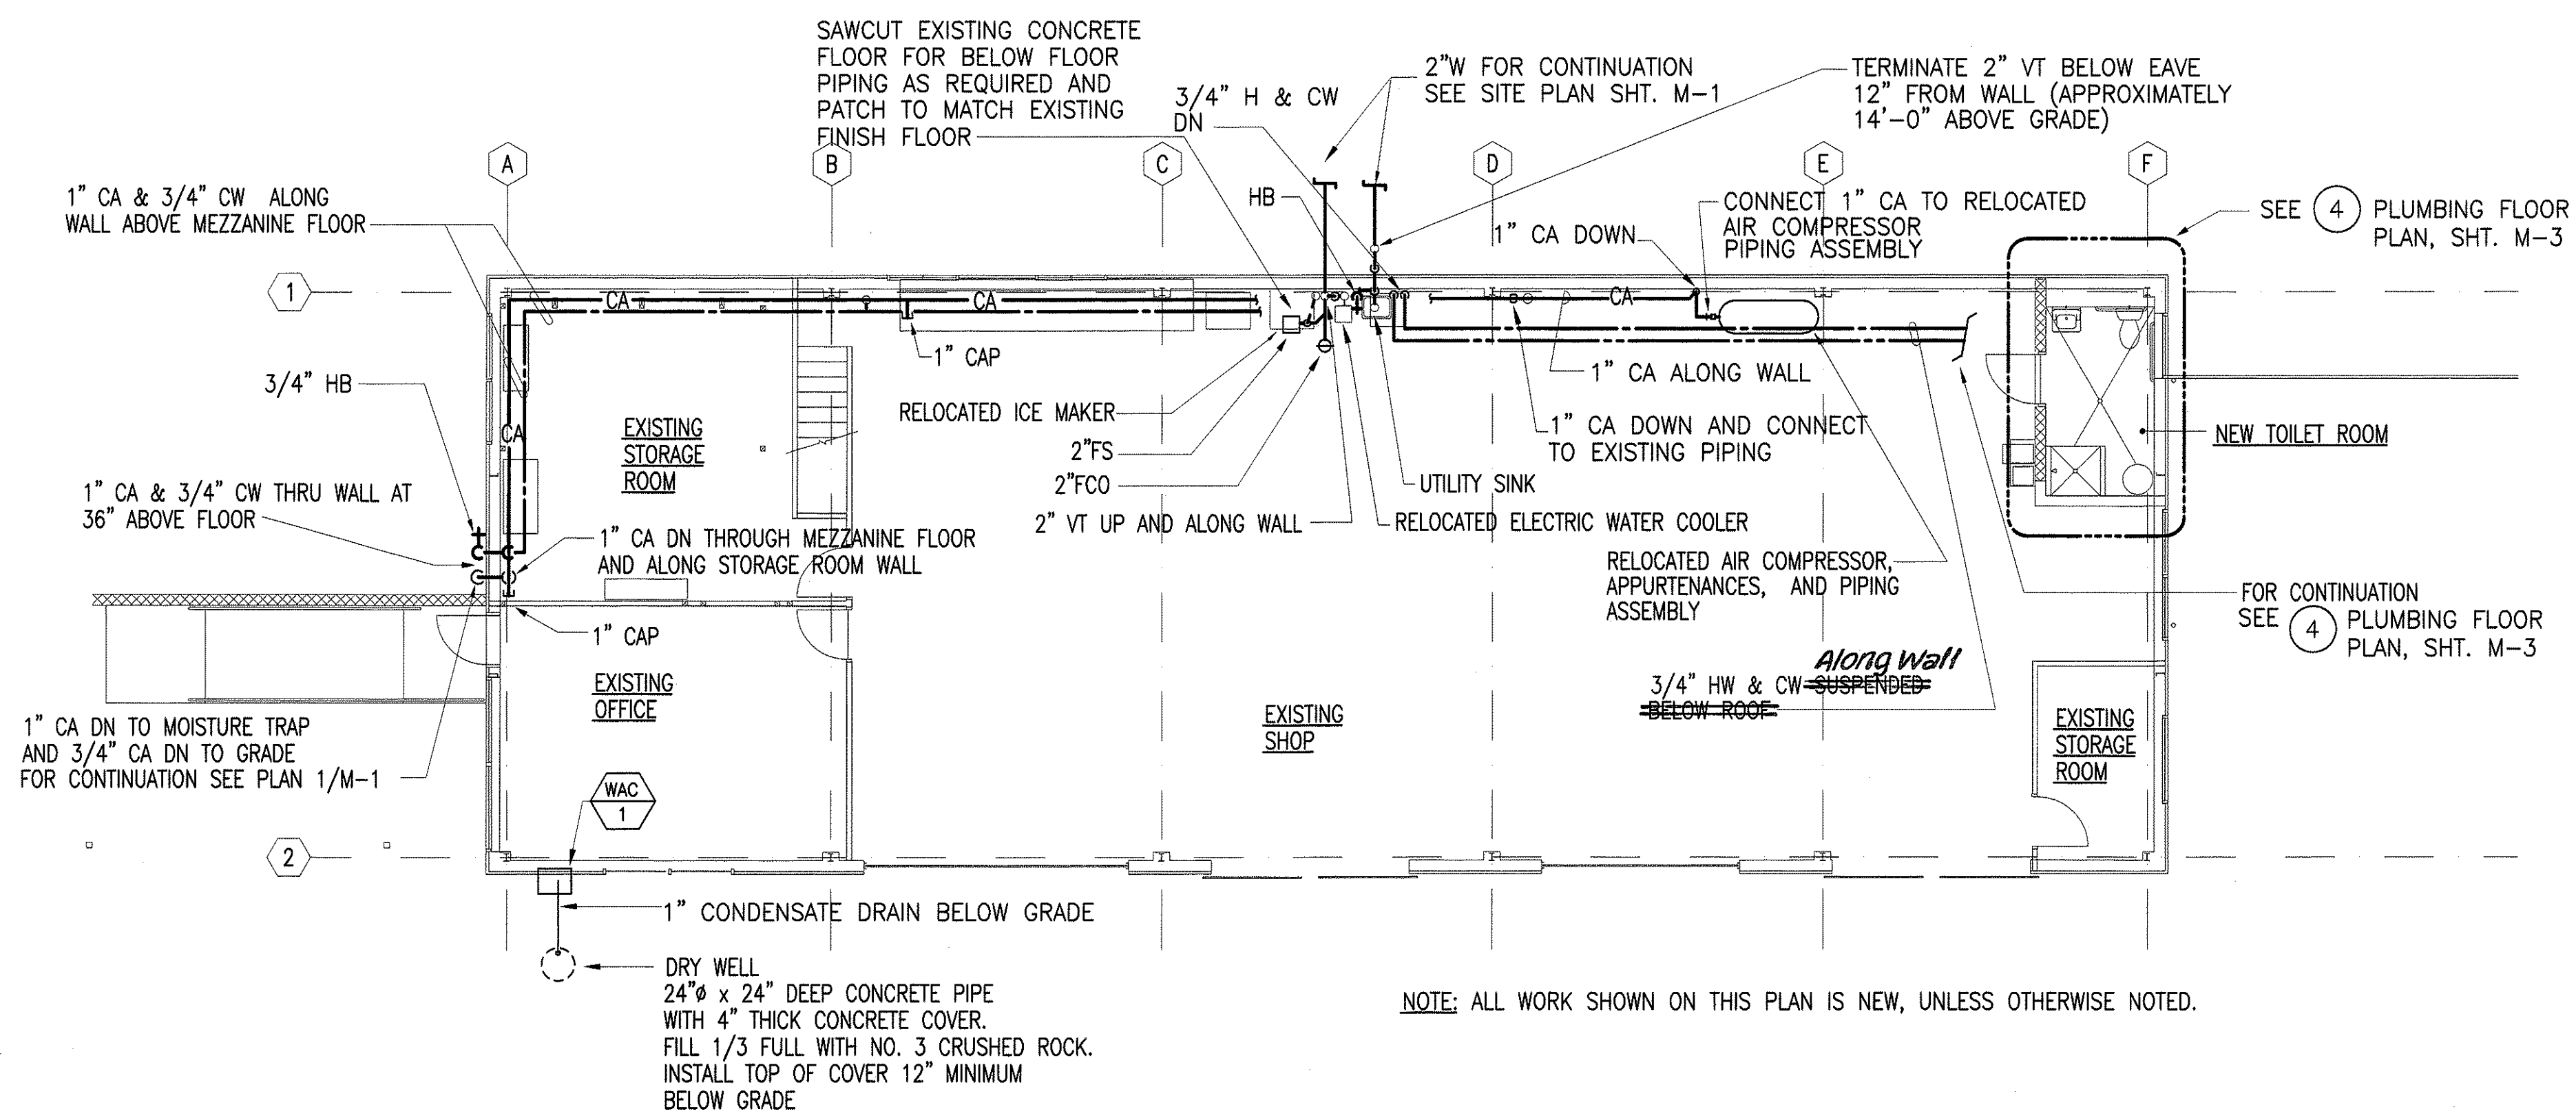 SAWCUT EXISTING CONCRETE
FLOOR FOR BELOW FLOOR
PIPING AS REQUIRED AND
PATCH TO MATCH EXISTING
FINISH FLOOR
3/4" H & CW
DN
2"W FOR CONTINUATION
SEE SITE PLAN SHT. M-1
TERMINATE 2" VT BELOW EAVE
12" FROM WALL (APPROXIMATELY
14'-0" ABOVE GRADE)
A
B
C
D
E
F
1" CA & 3/4" CW ALONG
WALL ABOVE MEZZANINE FLOOR
HB
1" CA DOWN
CONNECT 1" CA TO RELOCATED
AIR COMPRESSOR
PIPING ASSEMBLY
SEE 4 PLUMBING FLOOR
PLAN, SHT. M-3
1
CA
CA
CA
CA
1" CAP
3/4" HB
1" CA ALONG WALL
RELOCATED ICE MAKER
1" CA DOWN AND CONNECT
TO EXISTING PIPING
EXISTING
STORAGE
ROOM
2"FS
2"FCO
UTILITY SINK
NEW TOILET ROOM
1" CA & 3/4" CW THRU WALL AT
36" ABOVE FLOOR
2" VT UP AND ALONG WALL
RELOCATED ELECTRIC WATER COOLER
1" CA DN THROUGH MEZZANINE FLOOR
AND ALONG STORAGE ROOM WALL
RELOCATED AIR COMPRESSOR,
APPURTENANCES, AND PIPING
ASSEMBLY
FOR CONTINUATION
SEE 4 PLUMBING FLOOR
PLAN, SHT. M-3
1" CAP
Along Wall
3/4" HW & CW SUSPENDED
BELOW ROOF
EXISTING
OFFICE
EXISTING
SHOP
EXISTING
STORAGE
ROOM
1" CA DN TO MOISTURE TRAP
AND 3/4" CA DN TO GRADE
FOR CONTINUATION SEE PLAN 1/M-1
WAC
1
2
1" CONDENSATE DRAIN BELOW GRADE
DRY WELL
24"ø x 24" DEEP CONCRETE PIPE
WITH 4" THICK CONCRETE COVER.
FILL 1/3 FULL WITH NO. 3 CRUSHED ROCK.
INSTALL TOP OF COVER 12" MINIMUM
BELOW GRADE
NOTE: ALL WORK SHOWN ON THIS PLAN IS NEW, UNLESS OTHERWISE NOTED.